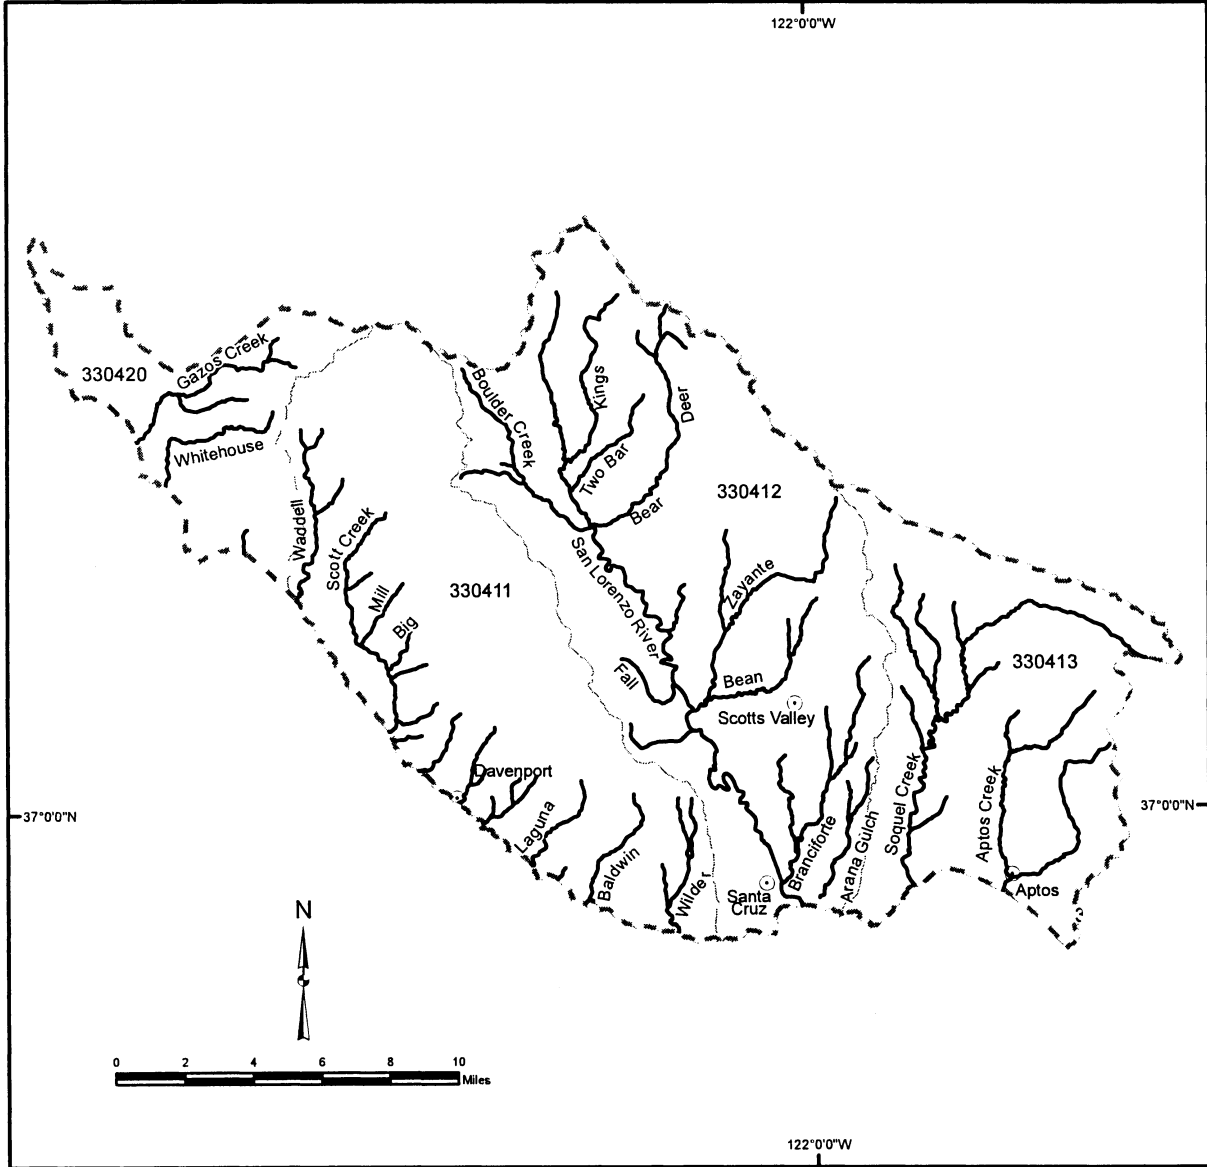 122°0'0"W
Gazos Creek
330420
Whitehouse
Boulder Creek
Kings
Deer
Two Bar
Bear
330412
Waddell
Scott Creek
Mill
Big
330411
San Lorenzo River
Zayante
Fall
Bean
Scotts Valley
330413
Davenport
Laguna
Baldwin
Wilder
Santa
Cruz
Branciforte
Arana Gulch
Soquel Creek
Aptos Creek
Aptos
37°0'0"N
37°0'0"N
N
0 2 4 6 8 10
Miles
122°0'0"W